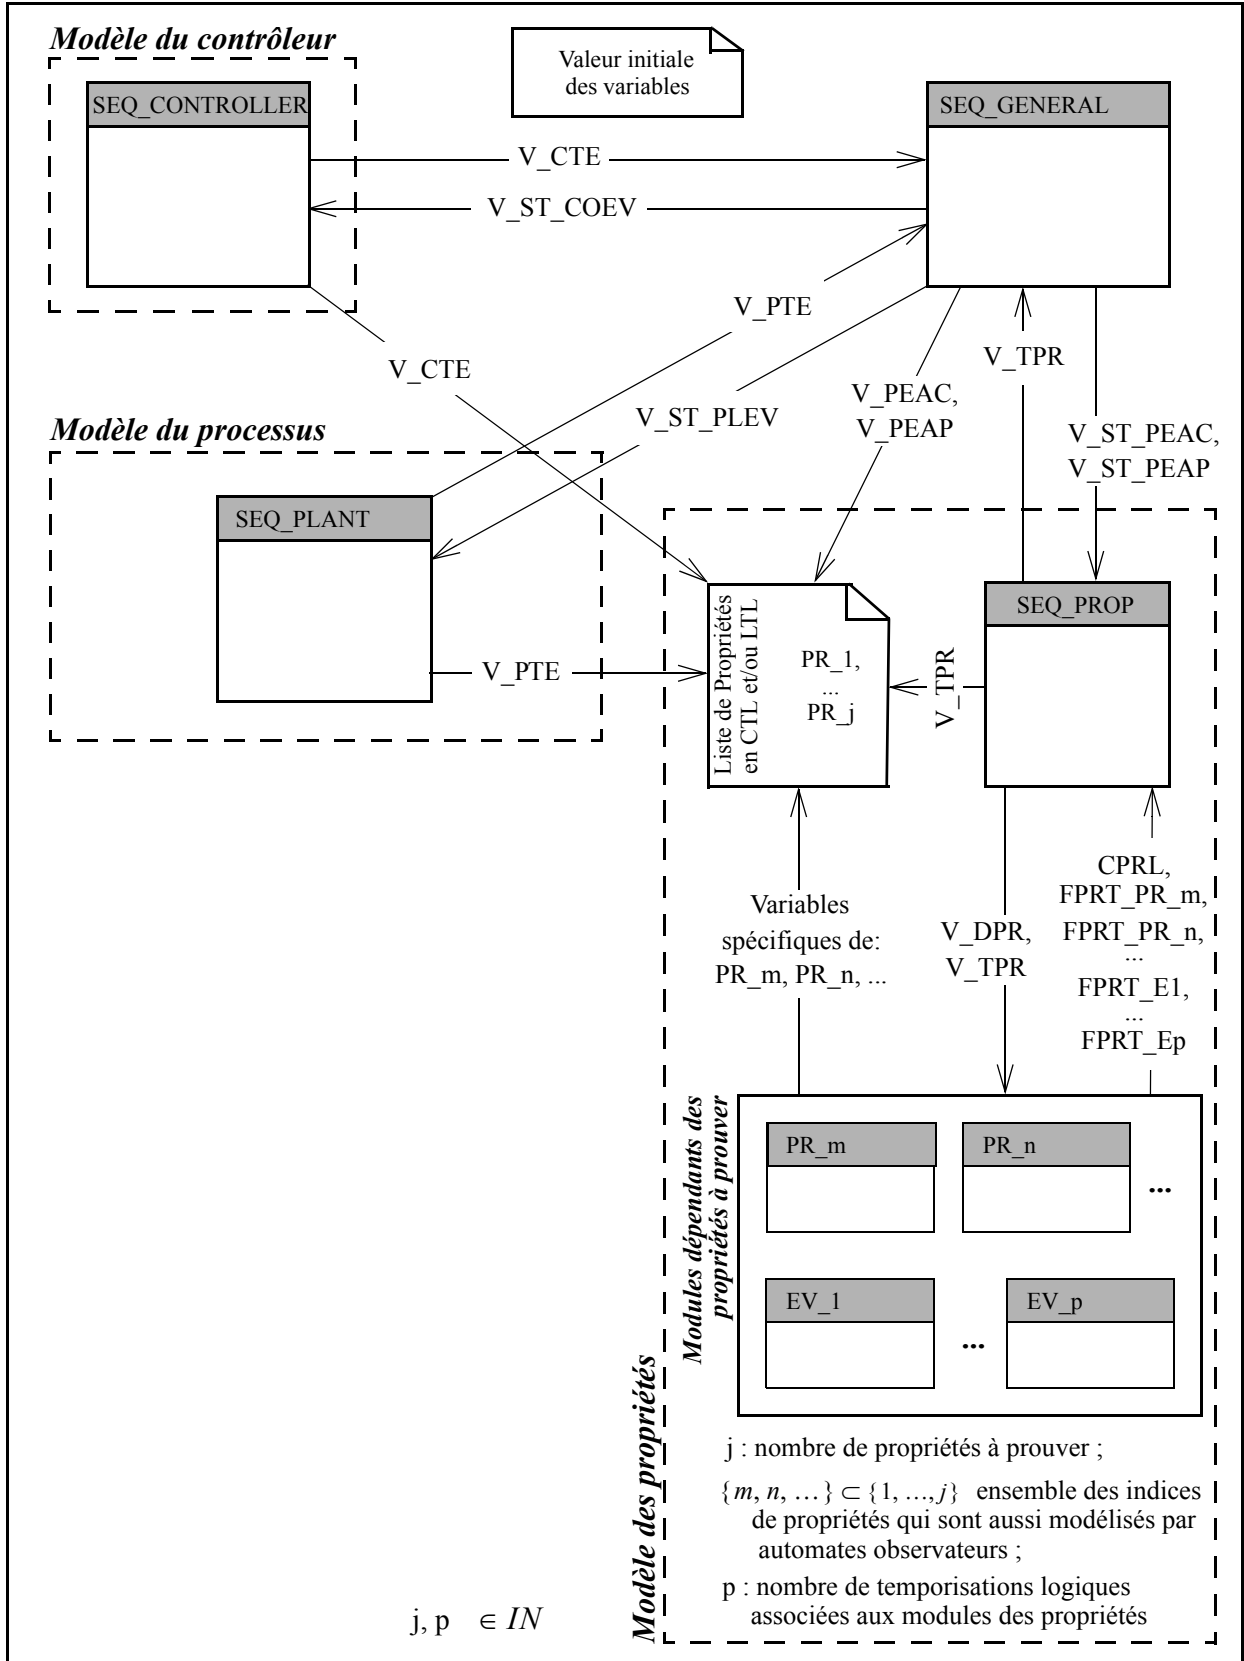 Modèle du contrôleur
Valeur initiale
des variables
SEQ_CONTROLLER
SEQ_GENERAL
V_CTE
V_ST_COEV
V_PTE
V_CTE
V_TPR
V_PEAC,
V_PEAP
V_ST_PLEV
V_ST_PEAC,
V_ST_PEAP
Modèle du processus
SEQ_PLANT
V_PTE
Liste de Propriétés
en CTL et/ou LTL
PR_1,
...
PR_j
V_TPR
SEQ_PROP
Variables
spécifiques de:
PR_m, PR_n, ...
V_DPR,
V_TPR
CPRL,
FPRT_PR_m,
FPRT_PR_n,
...
FPRT_E1,
...
FPRT_Ep
Modules dépendants des
propriétés à prouver
PR_m
PR_n
...
EV_1
...
EV_p
Modèle des propriétés
j : nombre de propriétés à prouver ;
{m, n, …} ⊂ {1, …, j} ensemble des indices
de propriétés qui sont aussi modélisés par
automates observateurs ;
p : nombre de temporisations logiques
associées aux modules des propriétés
j, p ∈ IN